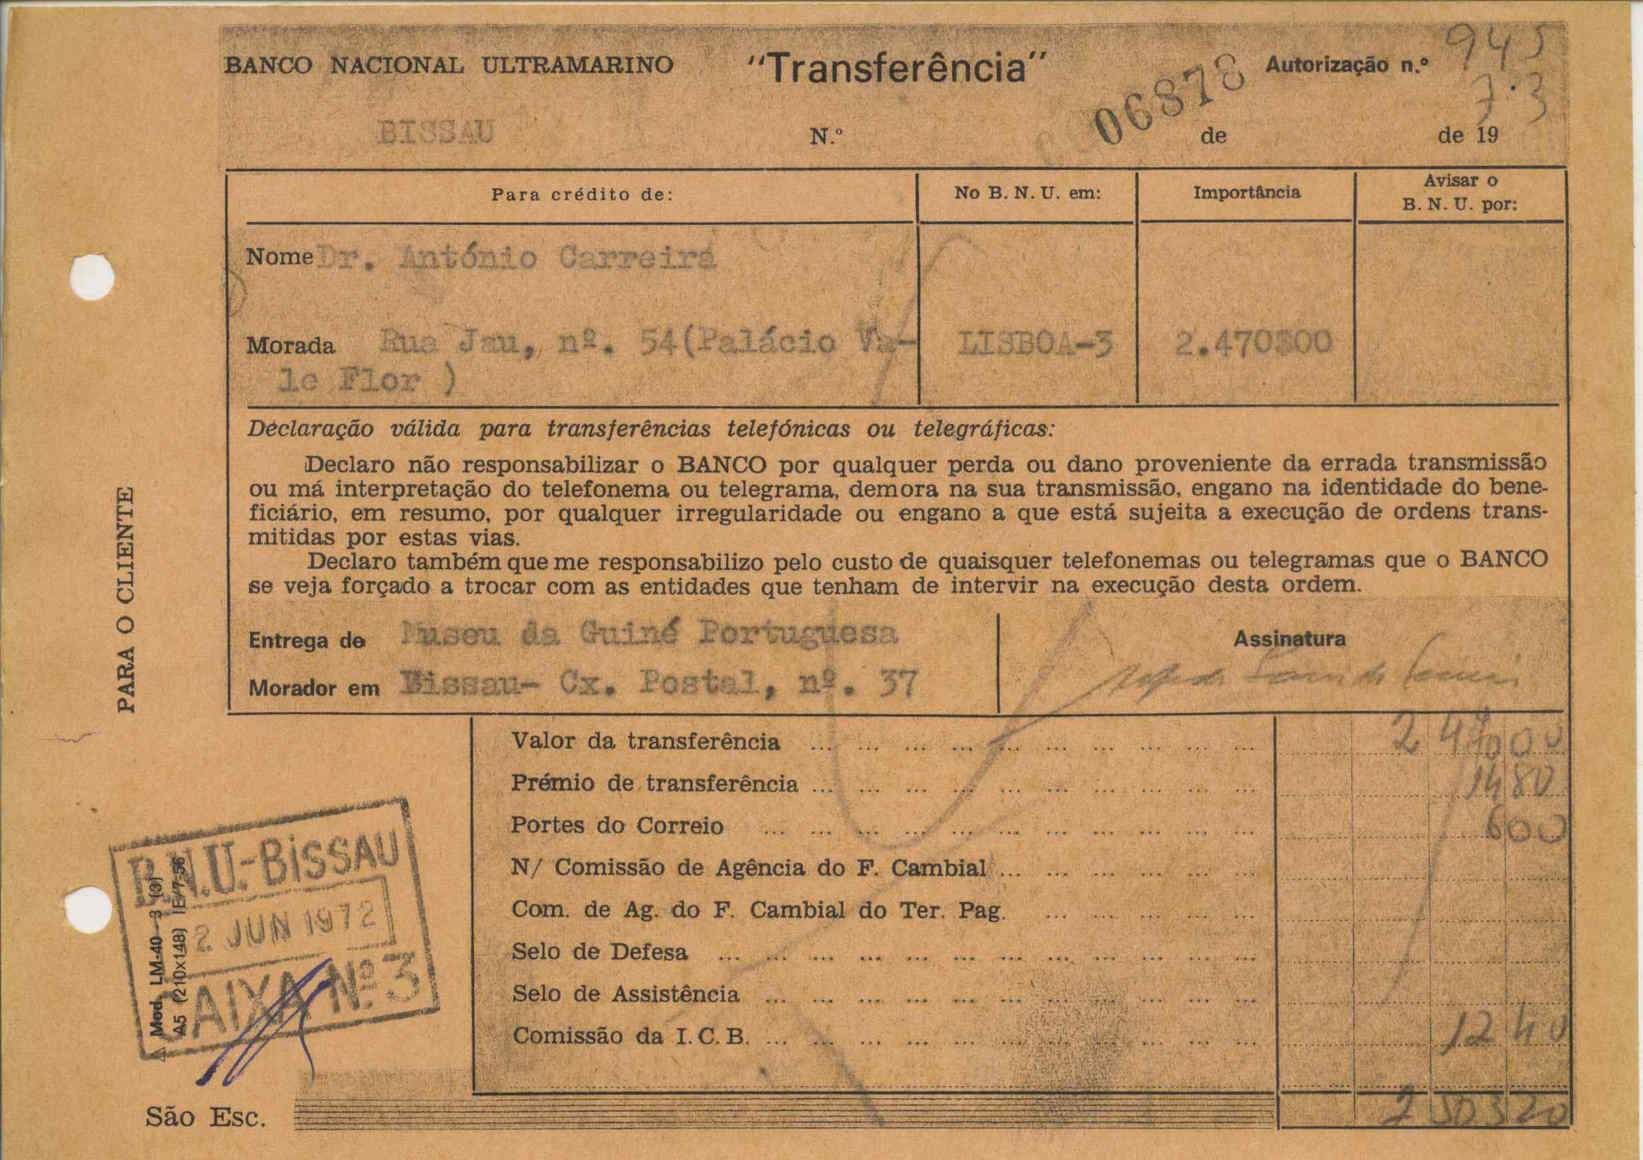 BANCO NACIONAL ULTRAMARINO "Transferência" Autorização n.º 945
7.3
BISSAU N.º 06878 de de 19
Para crédito de: No B. N. U. em: Importância Avisar o B. N. U. por:
Nome Dr. António Carreira
Morada Rua Jau, nº. 54(Palácio Va- LISBOA-3 2.470$00
le Flor )
Declaração válida para transferências telefónicas ou telegráficas:
Declaro não responsabilizar o BANCO por qualquer perda ou dano proveniente da errada transmissão
ou má interpretação do telefonema ou telegrama, demora na sua transmissão, engano na identidade do bene-
ficiário, em resumo, por qualquer irregularidade ou engano a que está sujeita a execução de ordens trans-
mitidas por estas vias.
Declaro também que me responsabilizo pelo custo de quaisquer telefonemas ou telegramas que o BANCO
se veja forçado a trocar com as entidades que tenham de intervir na execução desta ordem.
Entrega de Museu da Guiné Portuguesa Assinatura
Morador em Bissau- Cx. Postal, nº. 37
Valor da transferência ... ... ... ... ... ... ... ... ... ... 2 470 00
Prémio de transferência ... ... ... ... ... ... ... ... ... ... 14 80
Portes do Correio ... ... ... ... ... ... ... ... ... ... ... 6 00
N/ Comissão de Agência do F. Cambial ... ... ... ... ... ...
Com. de Ag. do F. Cambial do Ter. Pag. ... ... ... ... ...
Selo de Defesa ... ... ... ... ... ... ... ... ... ... ... ...
Selo de Assistência ... ... ... ... ... ... ... ... ... ... ...
Comissão da I. C. B. ... ... ... ... ... ... ... ... ... ... ... 12 40
2 503 20
São Esc.
PARA O CLIENTE
B.N.U.-BISSAU
2 JUN 1972
CAIXA Nº 3
Mod. LM-40-3 (3)
A5 (210x148)